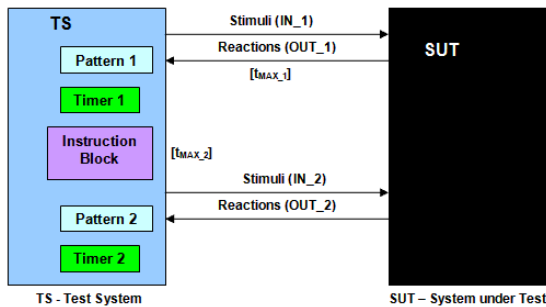 TS
Stimuli (IN_1)
Reactions (OUT_1)
SUT
Pattern 1
[tMAX_1]
Timer 1
Instruction
Block
[tMAX_2]
Stimuli (IN_2)
Reactions (OUT_2)
Pattern 2
Timer 2
TS - Test System
SUT – System under Test